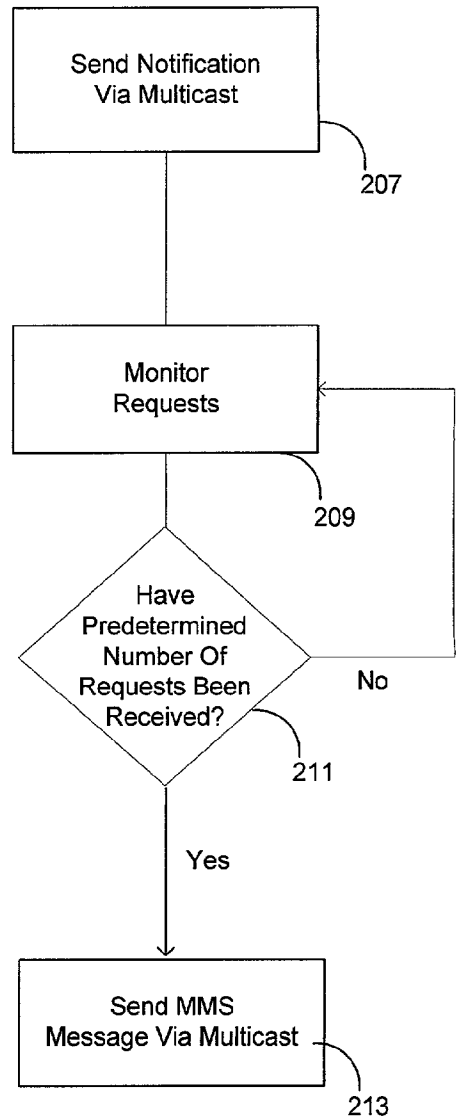 Send Notification
Via Multicast
207
Monitor
Requests
209
Have
Predetermined
Number Of
Requests Been
Received?
No
211
Yes
Send MMS
Message Via Multicast
213